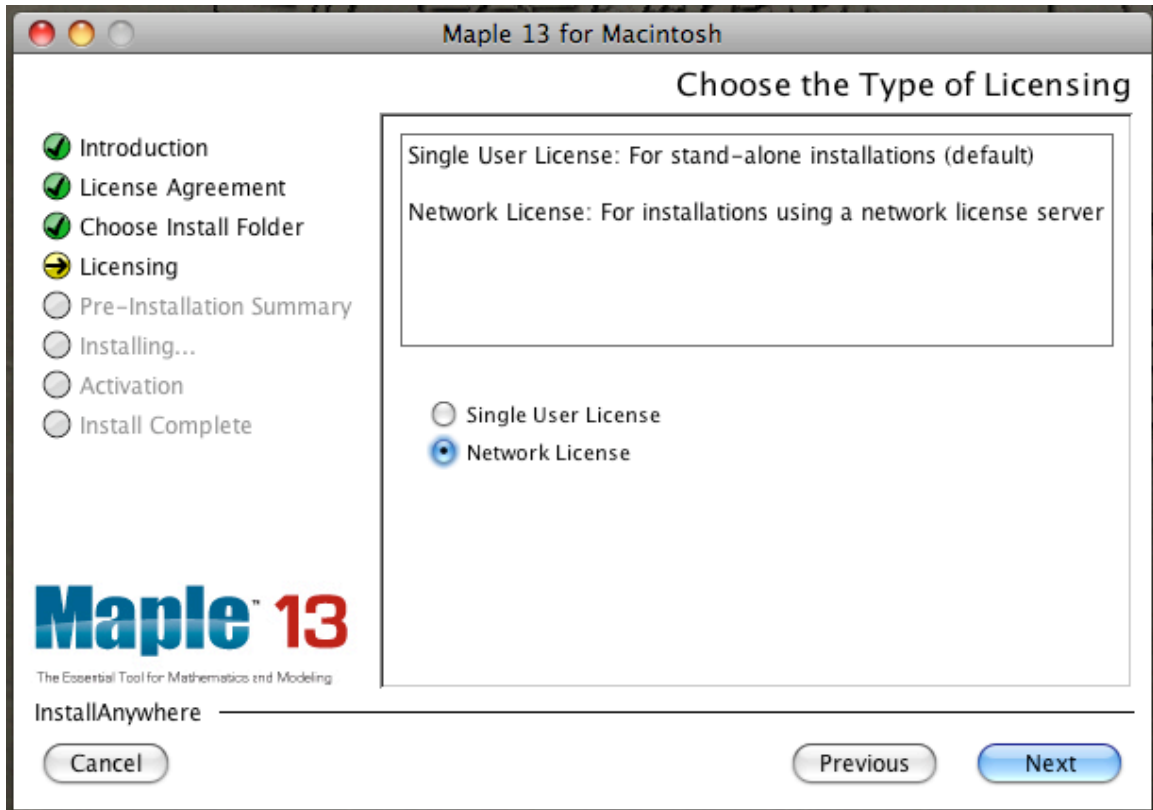 Maple 13 for Macintosh
Choose the Type of Licensing
Introduction
License Agreement
Choose Install Folder
Licensing
Pre-Installation Summary
Installing...
Activation
Install Complete
Single User License: For stand-alone installations (default)
Network License: For installations using a network license server
Single User License
Network License
Maple™ 13
The Essential Tool for Mathematics and Modeling
InstallAnywhere
Cancel
Previous
Next